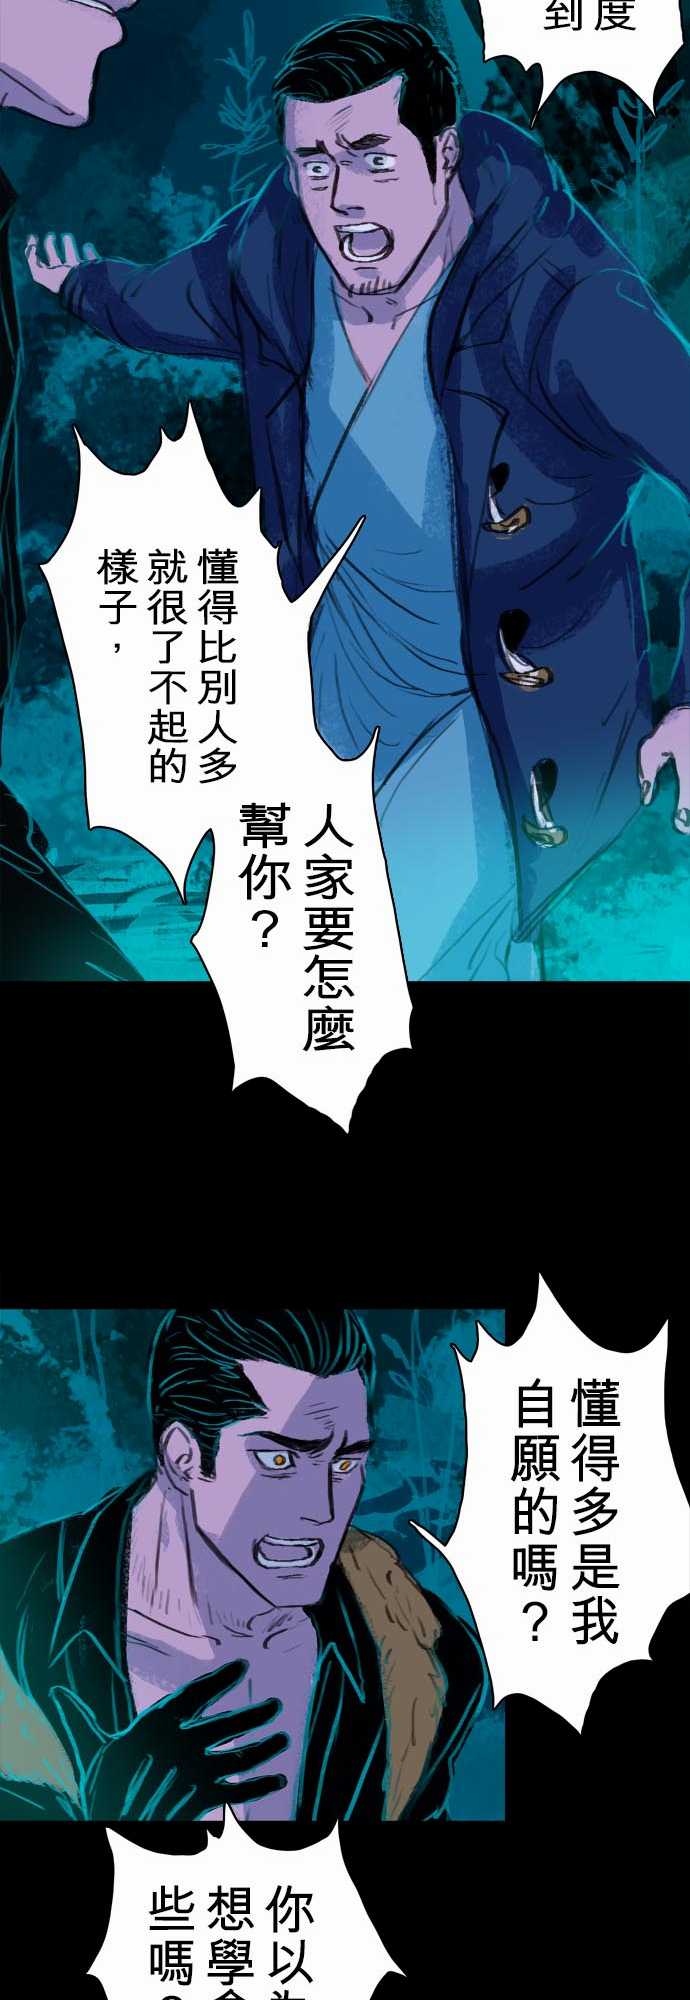 度
到
懂得比別人多
就很了不起的
樣子，
人家要怎麼
幫你？
懂得多是我
自願的嗎？
你以為
想學會
些嗎？